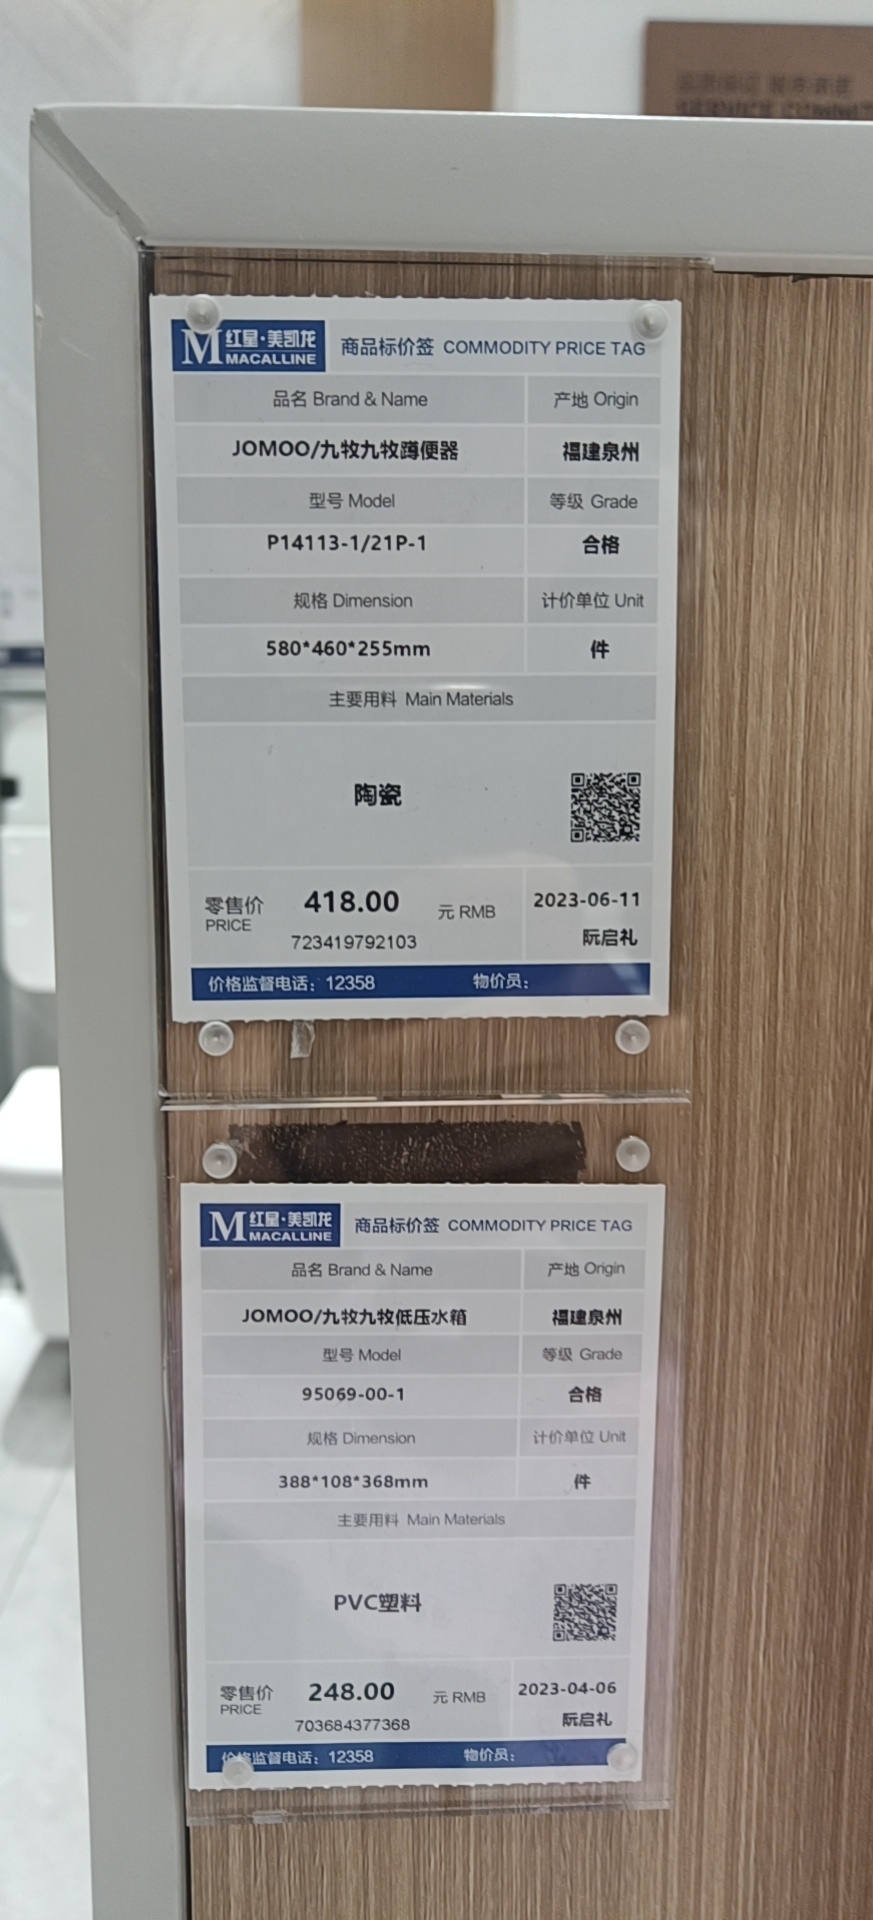 M 红星·美凯龙 MACALLINE 商品标价签 COMMODITY PRICE TAG
品名 Brand & Name 产地 Origin
JOMOO/九牧九牧蹲便器 福建泉州
型号 Model 等级 Grade
P14113-1/21P-1 合格
规格 Dimension 计价单位 Unit
580*460*255mm 件
主要用料 Main Materials
陶瓷
零售价 PRICE 418.00 元 RMB 2023-06-11
723419792103 阮启礼
价格监督电话：12358 物价员：
M 红星·美凯龙 MACALLINE 商品标价签 COMMODITY PRICE TAG
品名 Brand & Name 产地 Origin
JOMOO/九牧九牧低压水箱 福建泉州
型号 Model 等级 Grade
95069-00-1 合格
规格 Dimension 计价单位 Unit
388*108*368mm 件
主要用料 Main Materials
PVC塑料
零售价 PRICE 248.00 元 RMB 2023-04-06
703684377368 阮启礼
价格监督电话：12358 物价员：